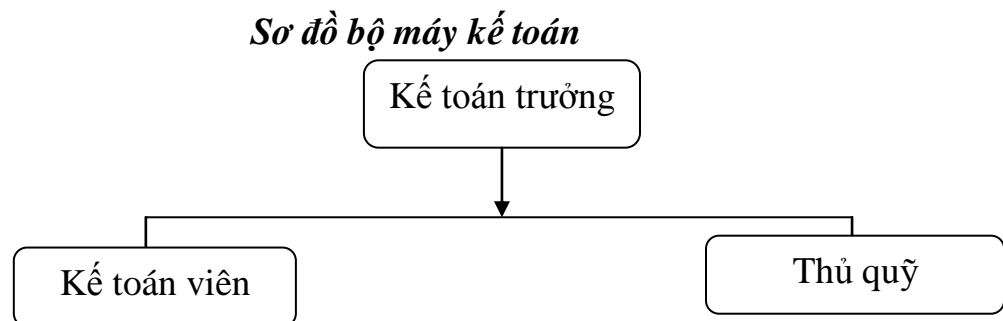 Sơ đồ bộ máy kế toán
Kế toán trưởng
Kế toán viên
Thủ quỹ